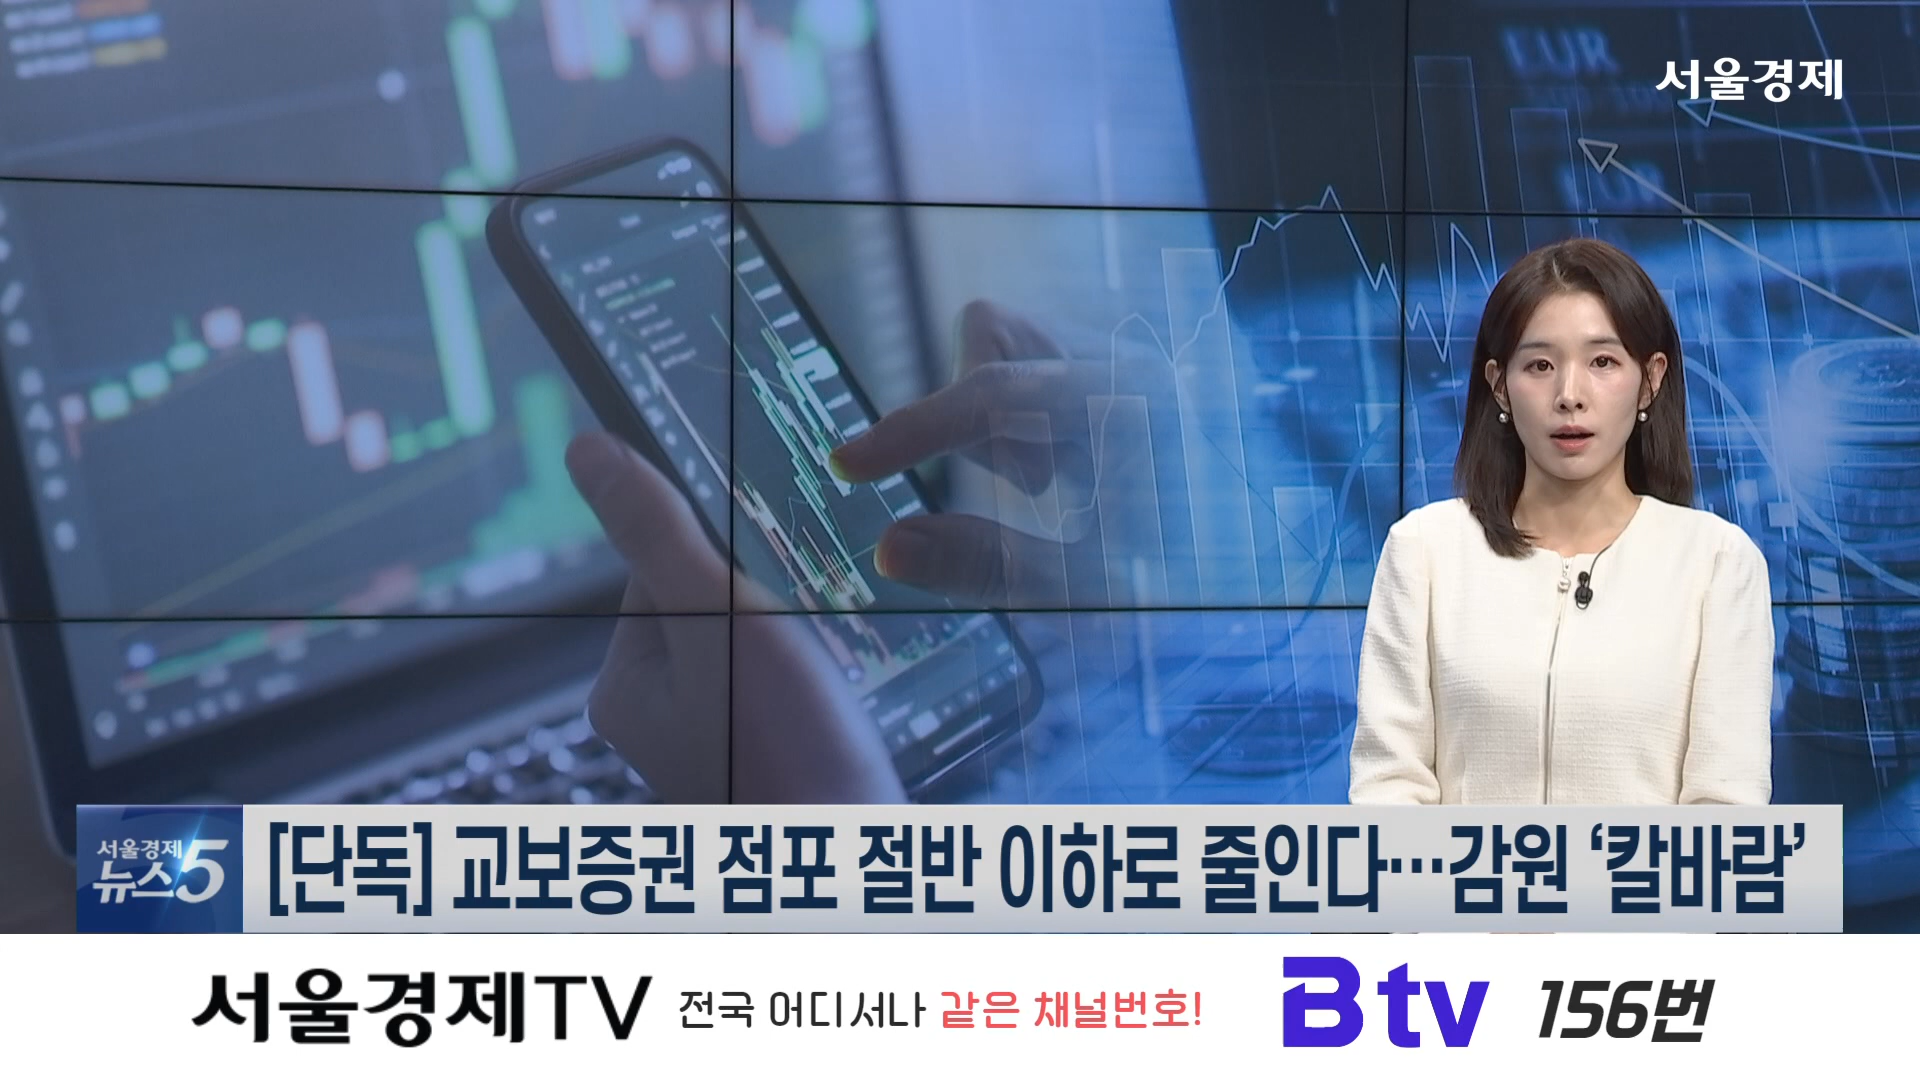 EUR
서울경제
서울경제
뉴스5
[단독] 교보증권 점포 절반 이하로 줄인다…감원 ‘칼바람’
서울경제TV 전국 어디서나 같은 채널번호! B tv 156번